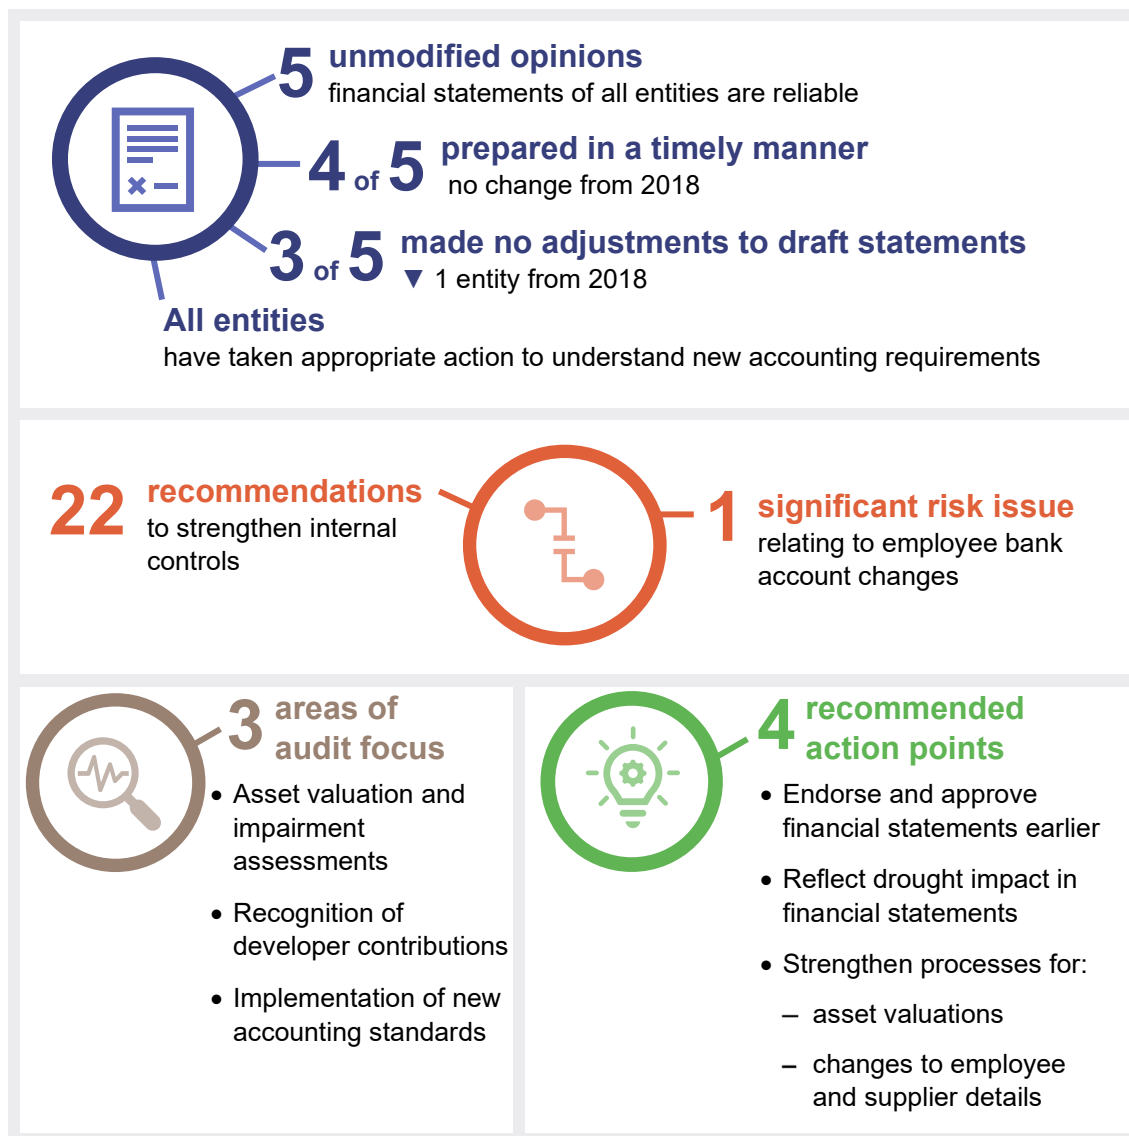 5 unmodified opinions
financial statements of all entities are reliable
4 of 5 prepared in a timely manner
no change from 2018
3 of 5 made no adjustments to draft statements
▼ 1 entity from 2018
All entities
have taken appropriate action to understand new accounting requirements
22 recommendations
to strengthen internal
controls
1 significant risk issue
relating to employee bank
account changes
3 areas of
audit focus
• Asset valuation and
impairment
assessments
• Recognition of
developer contributions
• Implementation of new
accounting standards
4 recommended
action points
• Endorse and approve
financial statements earlier
• Reflect drought impact in
financial statements
• Strengthen processes for:
– asset valuations
– changes to employee
and supplier details